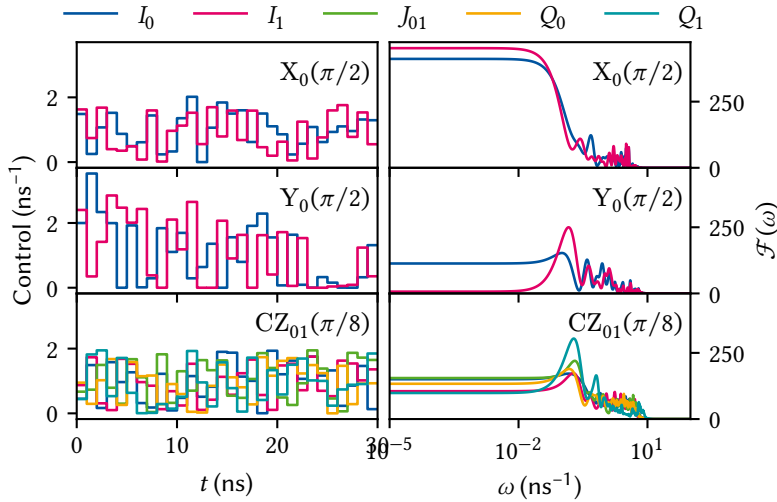 I₀ I₁ J₀₁ Q₀ Q₁
X₀(π/2) X₀(π/2)
2 250
0 0
Control (ns⁻¹)
Y₀(π/2) Y₀(π/2)
2 250
0 0
ℱ(ω)
CZ₀₁(π/8) CZ₀₁(π/8)
2 250
0 0
0 10 20 30 10⁻⁵ 10⁻² 10¹
t (ns) ω (ns⁻¹)